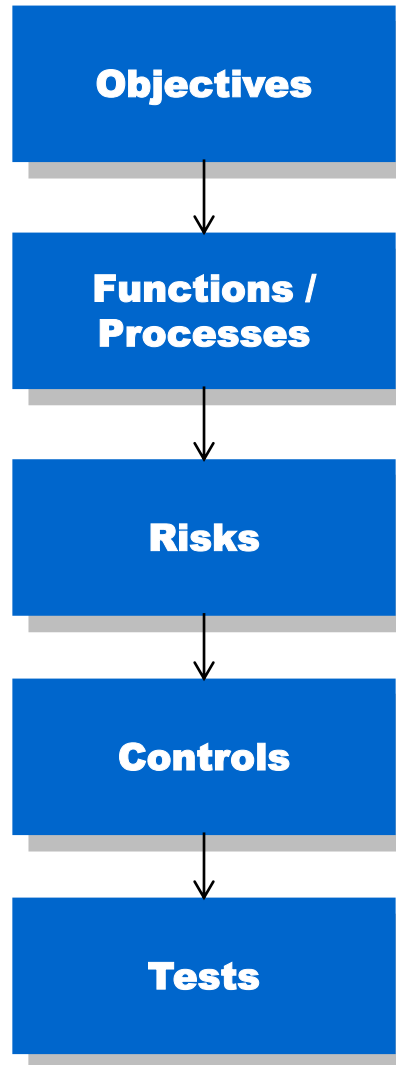 Objectives
Functions /
Processes
Risks
Controls
Tests